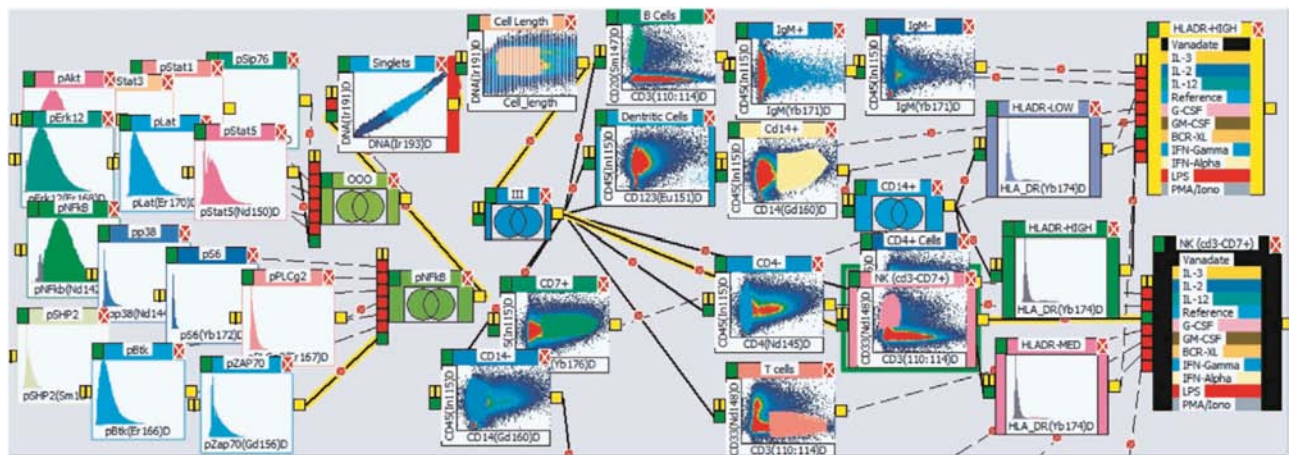 pAkt
Stat3
pStat1
pSlp76
pErk12
pErk12(Er168)D
pLat
pLat(Er170)D
pStat5
pStat5(Nd150)D
pNFkB
pNFkb(Nd142
pp38
pp38(Nd144
pS6
pS6(Yb172)D
pPLCg2
Er167)D
pSHP2
pSHP2(Sm1
pBtk
pBtk(Er166)D
pZAP70
pZap70(Gd156)D
OOO
pNFkB
Singlets
DNA(Ir191)D
DNA(Ir193)D
Cell Length
DNA(Ir191)D
Cell_length
III
B Cells
CD20(Sm147)D
CD3(110:114)D
IgM+
CD45(In115)D
IgM(Yb171)D
IgM-
CD45(In115)D
IgM(Yb171)D
Dentritic Cells
CD45(In115)D
CD123(Eu151)D
Cd14+
CD45(In115)D
CD14(Gd160)D
CD14+
CD4+ Cells
CD7+
S(In115)D
(Yb176)D
CD14-
CD45(In115)D
CD14(Gd160)D
CD4-
CD45(In115)D
CD4(Nd145)D
NK (cd3-CD7+)
CD33(Nd148)D
CD3(110:114)D
T cells
CD33(Nd148)D
CD3(110:114)D
HLADR-LOW
HLA_DR(Yb174)D
HLADR-HIGH
HLA_DR(Yb174)D
HLADR-MED
HLA_DR(Yb174)D
HLADR-HIGH
Vanadate
IL-3
IL-2
IL-12
Reference
G-CSF
GM-CSF
BCR-XL
IFN-Gamma
IFN-Alpha
LPS
PMA/Iono
NK (cd3-CD7+)
Vanadate
IL-3
IL-2
IL-12
Reference
G-CSF
GM-CSF
BCR-XL
IFN-Gamma
IFN-Alpha
LPS
PMA/Iono